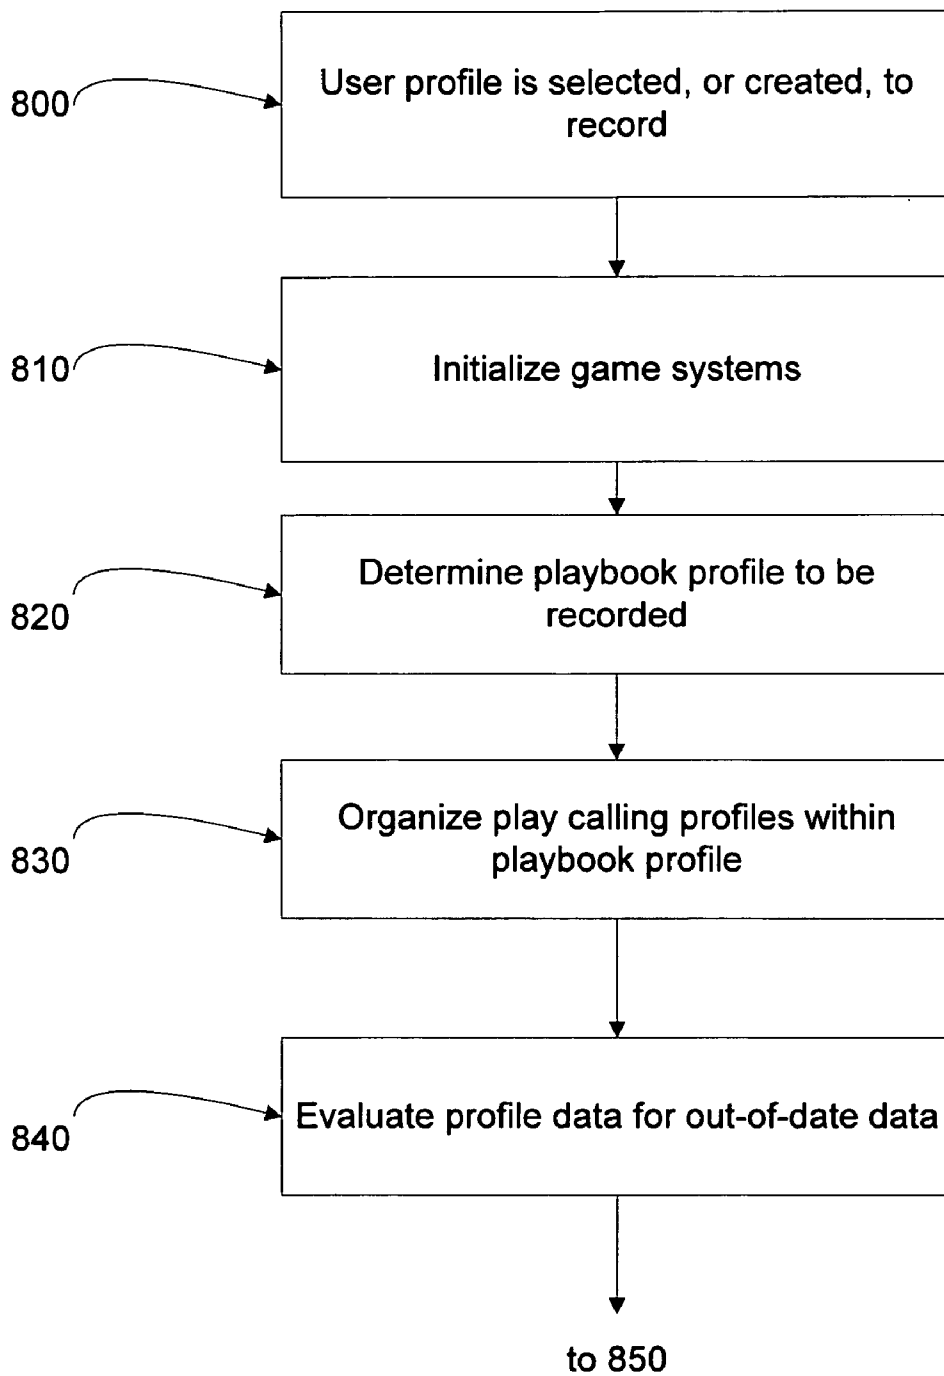 800
User profile is selected, or created, to
record
810
Initialize game systems
820
Determine playbook profile to be
recorded
830
Organize play calling profiles within
playbook profile
840
Evaluate profile data for out-of-date data
to 850